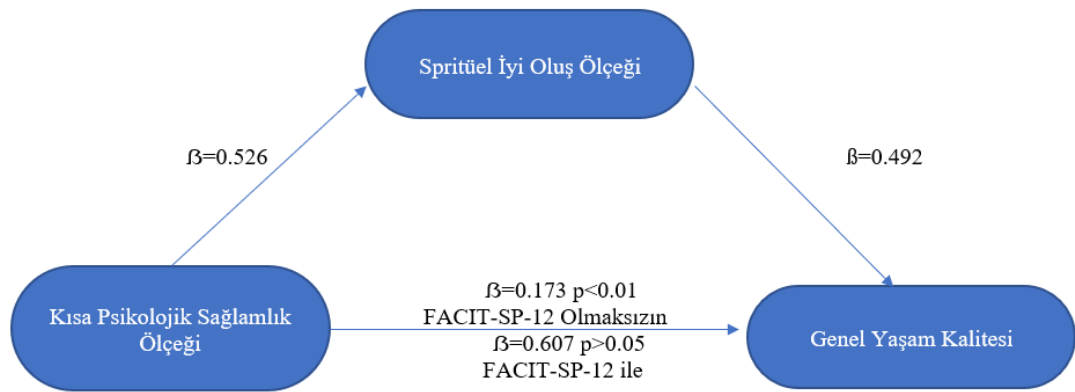 Spritüel İyi Oluş Ölçeği
ß=0.526
ß=0.492
Kısa Psikolojik Sağlamlık
Ölçeği
ß=0.173 p<0.01
FACIT-SP-12 Olmaksızın
ß=0.607 p>0.05
FACIT-SP-12 ile
Genel Yaşam Kalitesi